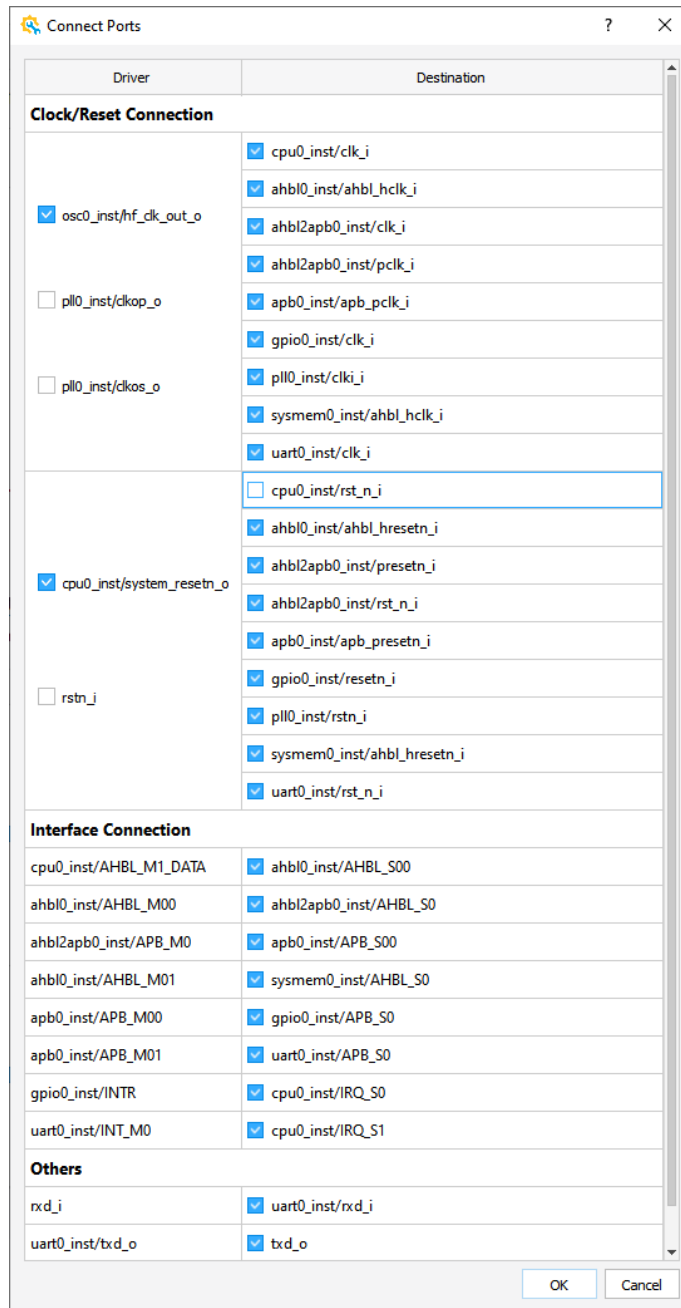 Connect Ports ?
Driver Destination
Clock/Reset Connection
cpu0_inst/clk_i
ahbl0_inst/ahbl_hclk_i
osc0_inst/hf_clk_out_o
ahbl2apb0_inst/clk_i
ahbl2apb0_inst/pclk_i
pll0_inst/clkop_o apb0_inst/apb_pclk_i
gpio0_inst/clk_i
pll0_inst/clkos_o
pll0_inst/clki_i
sysmem0_inst/ahbl_hclk_i
uart0_inst/clk_i
cpu0_inst/rst_n_i
ahbl0_inst/ahbl_hresetn_i
ahbl2apb0_inst/presetn_i
cpu0_inst/system_resetn_o
ahbl2apb0_inst/rst_n_i
apb0_inst/apb_presetn_i
gpio0_inst/resetn_i
rstn_i
pll0_inst/rstn_i
sysmem0_inst/ahbl_hresetn_i
uart0_inst/rst_n_i
Interface Connection
cpu0_inst/AHBL_M1_DATA ahbl0_inst/AHBL_S00
ahbl0_inst/AHBL_M00 ahbl2apb0_inst/AHBL_S0
ahbl2apb0_inst/APB_M0 apb0_inst/APB_S00
ahbl0_inst/AHBL_M01 sysmem0_inst/AHBL_S0
apb0_inst/APB_M00 gpio0_inst/APB_S0
apb0_inst/APB_M01 uart0_inst/APB_S0
gpio0_inst/INTR cpu0_inst/IRQ_S0
uart0_inst/INT_M0 cpu0_inst/IRQ_S1
Others
rxd_i uart0_inst/rxd_i
uart0_inst/txd_o txd_o
OK Cancel